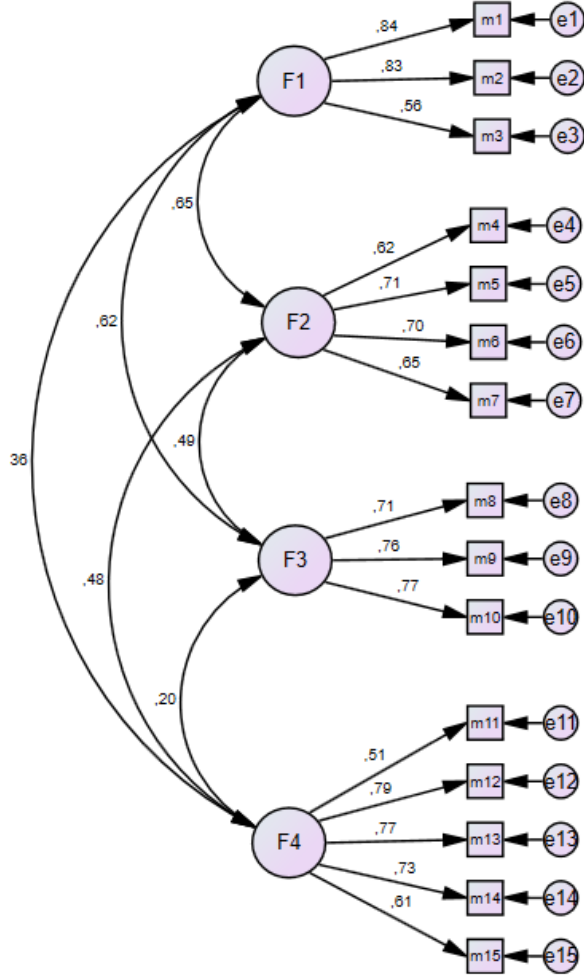 ,84 m1 e1
F1 ,83 m2 e2
,56 m3 e3
,65
,62 m4 e4
,71 m5 e5
,62 F2 ,70 m6 e6
,65 m7 e7
,49
36
,71 m8 e8
F3 ,76 m9 e9
,48 ,77 m10 e10
,20
,51 m11 e11
,79 m12 e12
F4 ,77 m13 e13
,73 m14 e14
,61 m15 e15